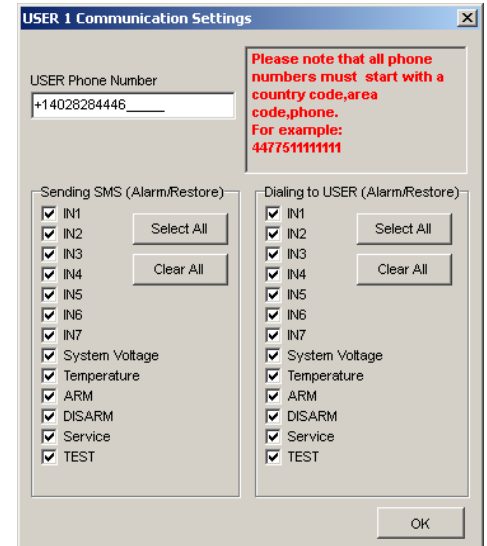 USER 1 Communication Settings
USER Phone Number
+14028284446_____
Please note that all phone
numbers must start with a
country code,area
code,phone.
For example:
4477511111111
Sending SMS (Alarm/Restore)
IN1
IN2
IN3
IN4
IN5
IN6
IN7
System Voltage
Temperature
ARM
DISARM
Service
TEST
Select All
Clear All
Dialing to USER (Alarm/Restore)
IN1
IN2
IN3
IN4
IN5
IN6
IN7
System Voltage
Temperature
ARM
DISARM
Service
TEST
Select All
Clear All
OK